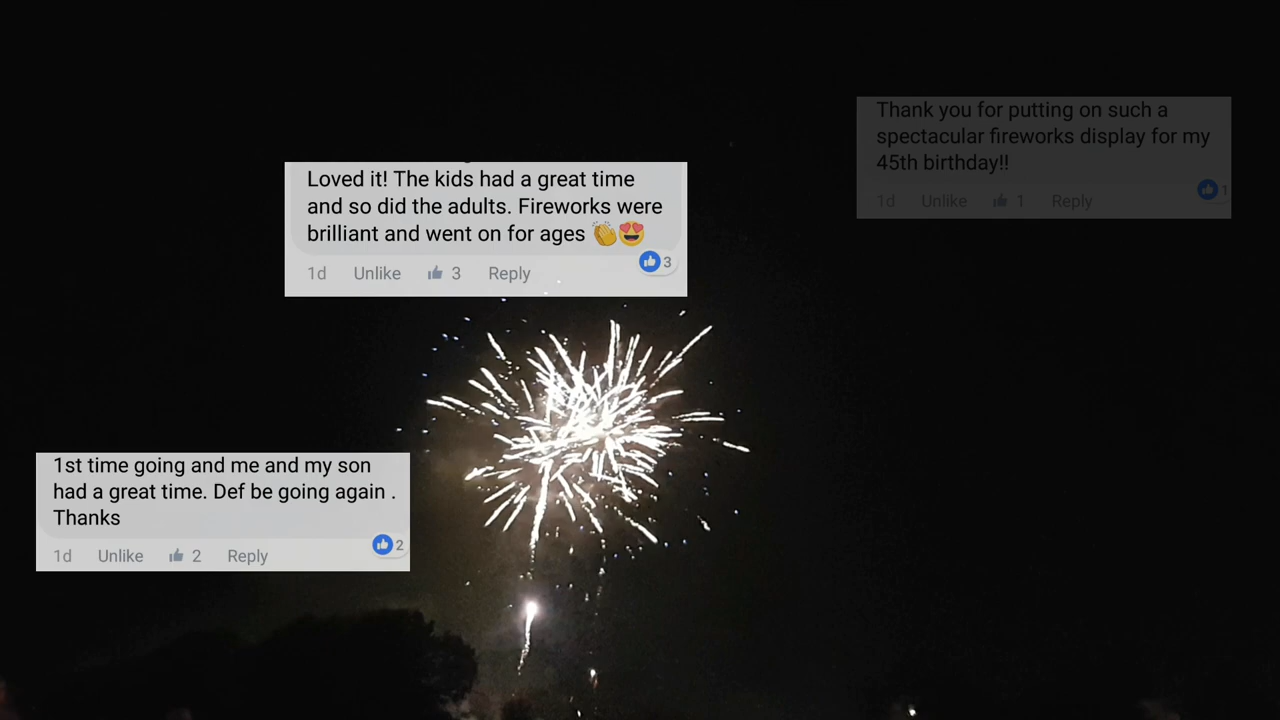 Thank you for putting on such a
spectacular fireworks display for my
45th birthday!!
1d Unlike 1 Reply 1
Loved it! The kids had a great time
and so did the adults. Fireworks were
brilliant and went on for ages 👏😍
1d Unlike 3 Reply 3
1st time going and me and my son
had a great time. Def be going again .
Thanks
1d Unlike 2 Reply 2